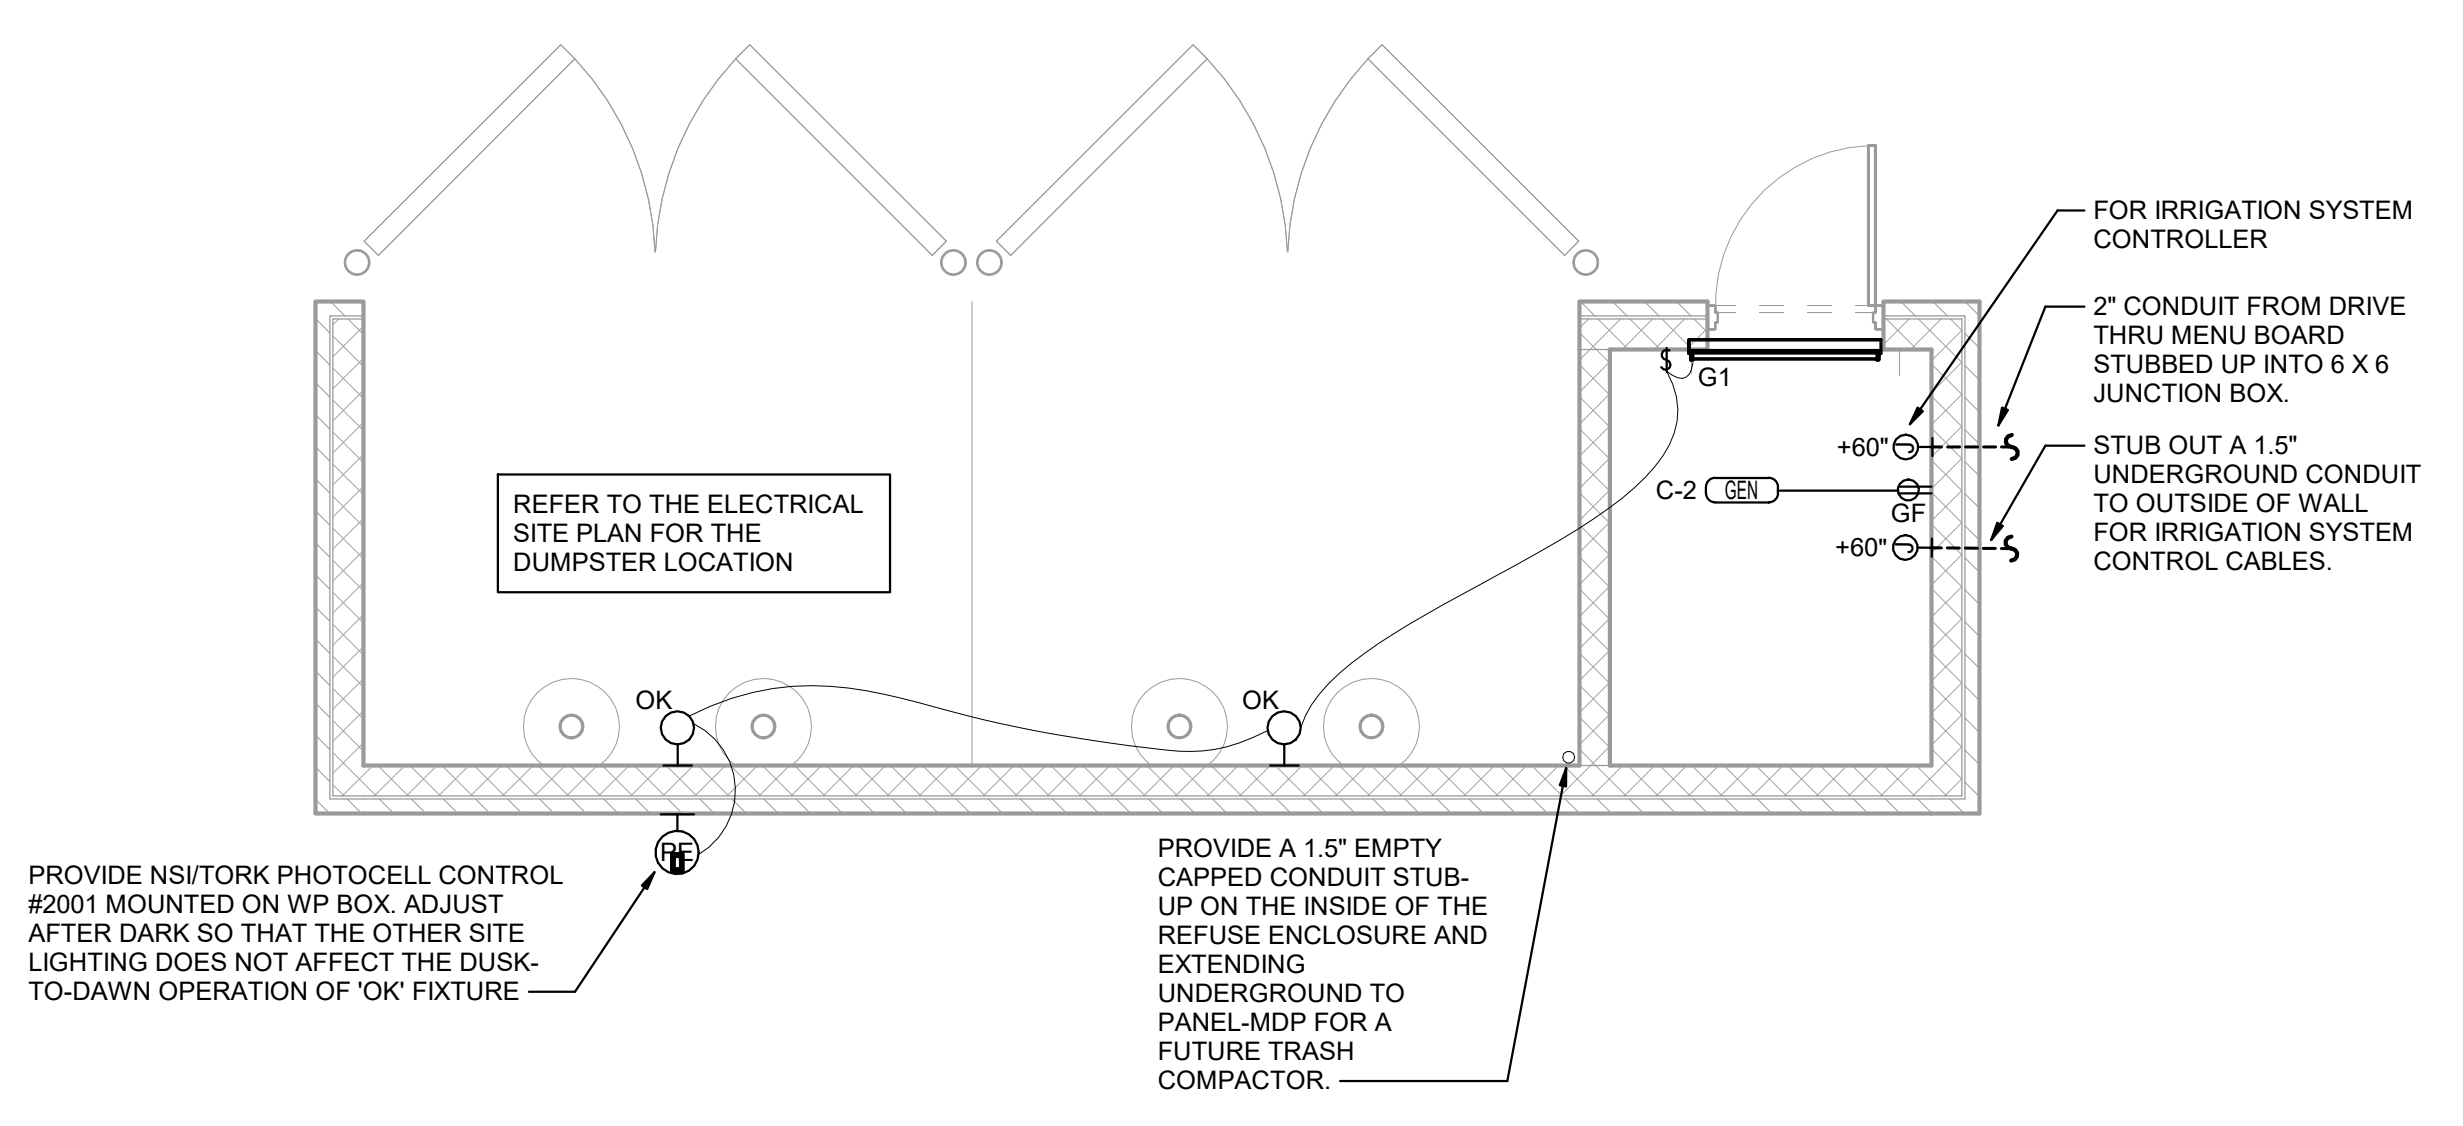 FOR IRRIGATION SYSTEM
CONTROLLER
2" CONDUIT FROM DRIVE
THRU MENU BOARD
STUBBED UP INTO 6 X 6
JUNCTION BOX.
$
G1
+60"
STUB OUT A 1.5"
UNDERGROUND CONDUIT
TO OUTSIDE OF WALL
FOR IRRIGATION SYSTEM
CONTROL CABLES.
C-2 GEN
GF
+60"
J
J
REFER TO THE ELECTRICAL
SITE PLAN FOR THE
DUMPSTER LOCATION
OK
OK
PROVIDE NSI/TORK PHOTOCELL CONTROL
#2001 MOUNTED ON WP BOX. ADJUST
AFTER DARK SO THAT THE OTHER SITE
LIGHTING DOES NOT AFFECT THE DUSK-
TO-DAWN OPERATION OF 'OK' FIXTURE
PROVIDE A 1.5" EMPTY
CAPPED CONDUIT STUB-
UP ON THE INSIDE OF THE
REFUSE ENCLOSURE AND
EXTENDING
UNDERGROUND TO
PANEL-MDP FOR A
FUTURE TRASH
COMPACTOR.